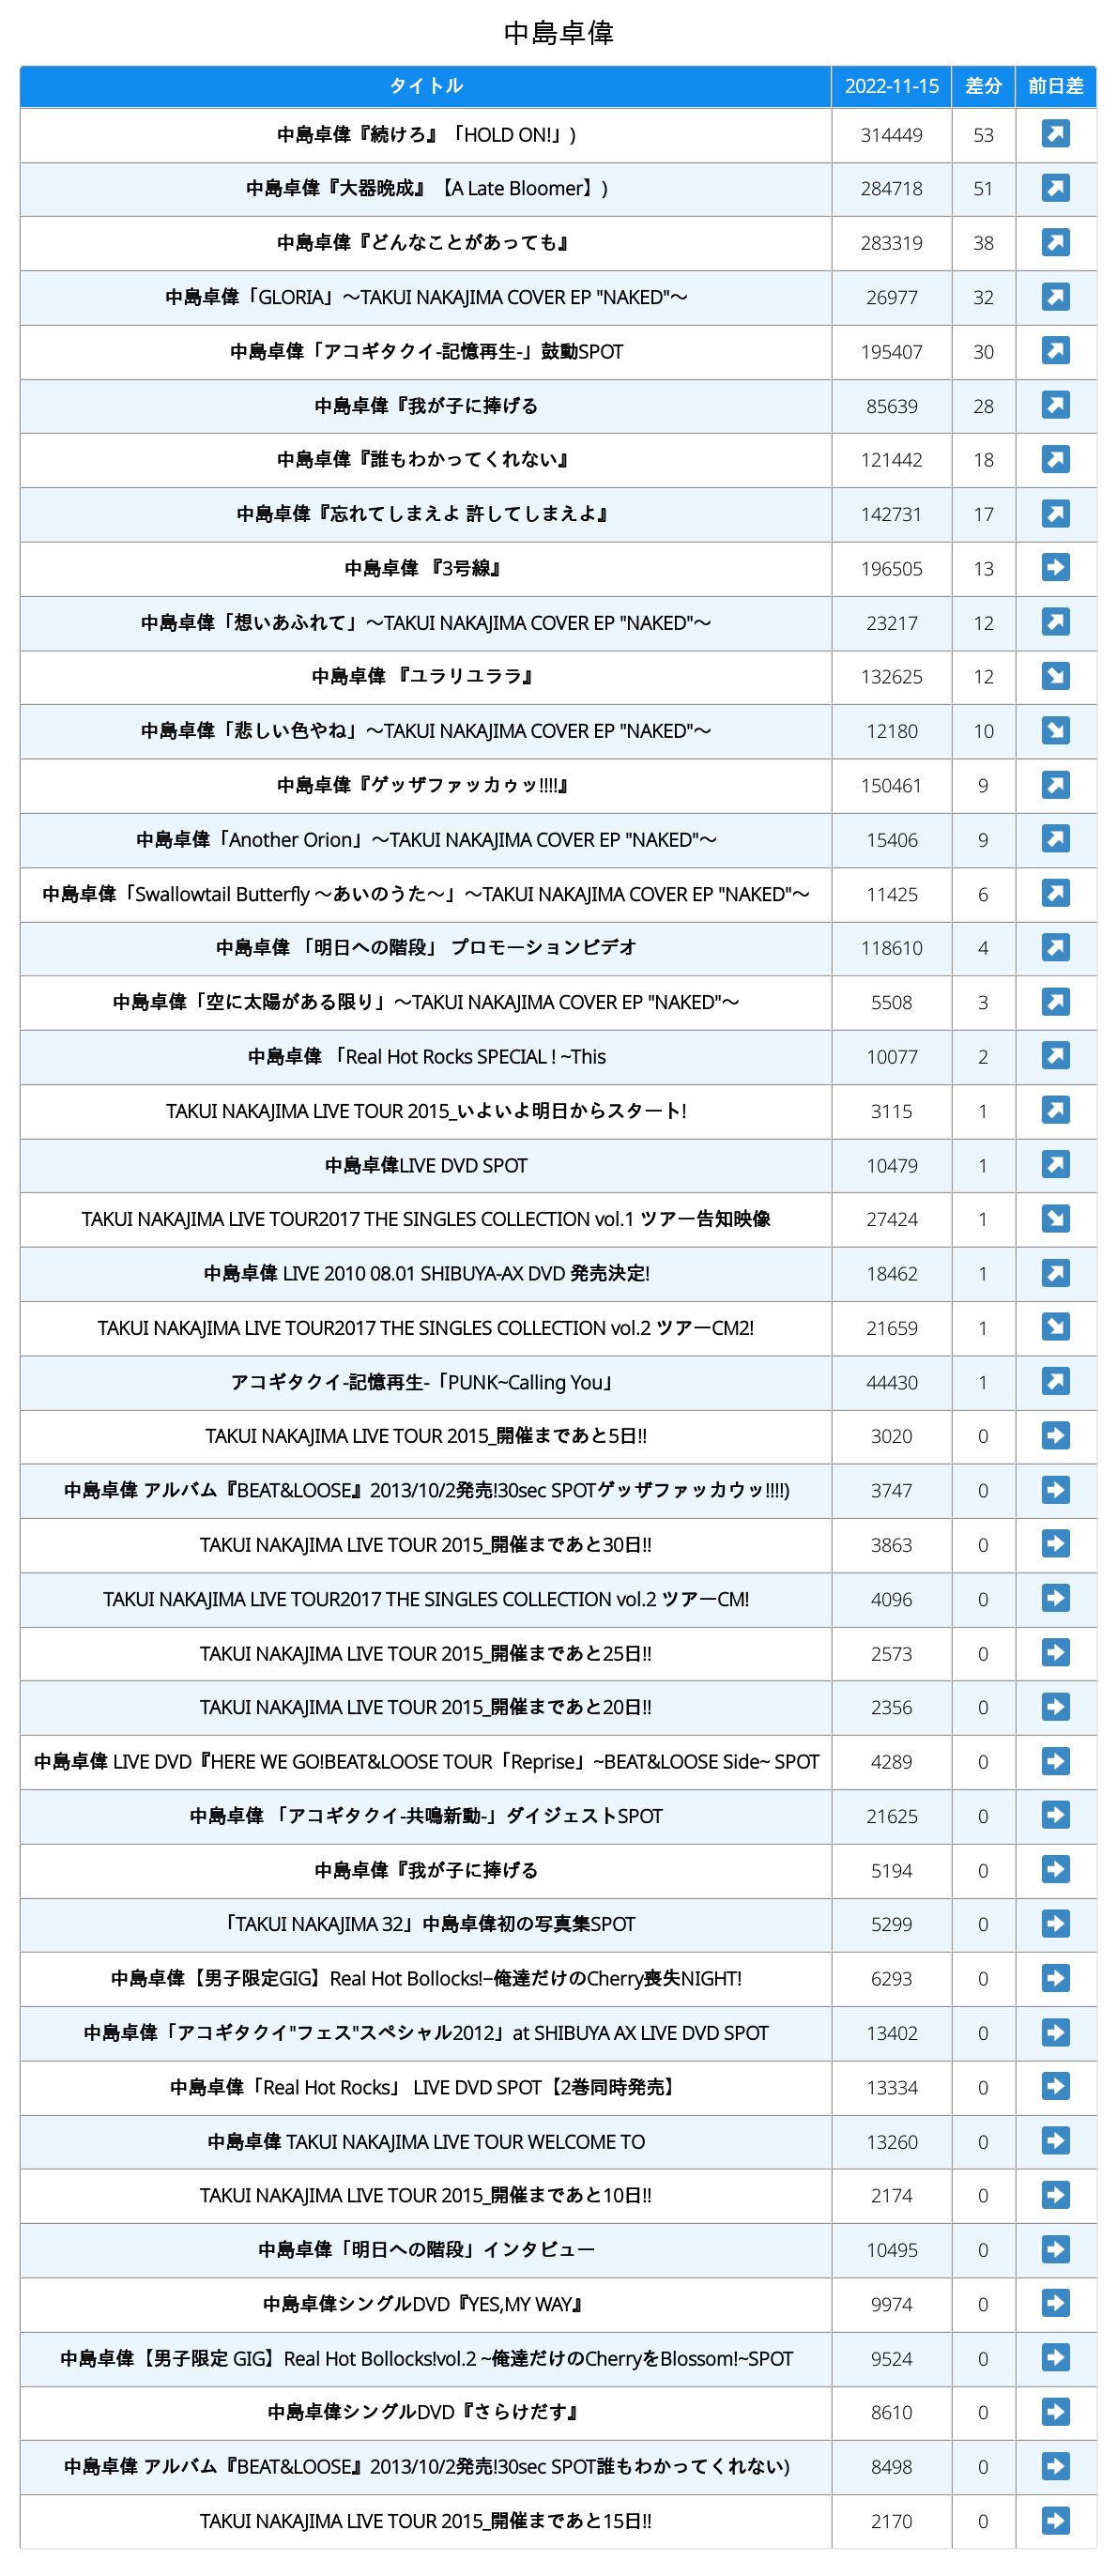 中島卓偉
タイトル 2022-11-15 差分 前日差
中島卓偉『続けろ』「HOLD ON!」) 314449 53
中島卓偉『大器晩成』【A Late Bloomer】) 284718 51
中島卓偉『どんなことがあっても』 283319 38
中島卓偉「GLORIA」～TAKUI NAKAJIMA COVER EP "NAKED"～ 26977 32
中島卓偉「アコギタクイ-記憶再生-」鼓動SPOT 195407 30
中島卓偉『我が子に捧げる 85639 28
中島卓偉『誰もわかってくれない』 121442 18
中島卓偉『忘れてしまえよ 許してしまえよ』 142731 17
中島卓偉 『3号線』 196505 13
中島卓偉「想いあふれて」～TAKUI NAKAJIMA COVER EP "NAKED"～ 23217 12
中島卓偉 『ユラリユララ』 132625 12
中島卓偉「悲しい色やね」～TAKUI NAKAJIMA COVER EP "NAKED"～ 12180 10
中島卓偉『ゲッザファッカゥッ!!!!』 150461 9
中島卓偉「Another Orion」～TAKUI NAKAJIMA COVER EP "NAKED"～ 15406 9
中島卓偉「Swallowtail Butterfly ～あいのうた～」～TAKUI NAKAJIMA COVER EP "NAKED"～ 11425 6
中島卓偉 「明日への階段」 プロモーションビデオ 118610 4
中島卓偉「空に太陽がある限り」～TAKUI NAKAJIMA COVER EP "NAKED"～ 5508 3
中島卓偉 「Real Hot Rocks SPECIAL ! ~This 10077 2
TAKUI NAKAJIMA LIVE TOUR 2015_いよいよ明日からスタート! 3115 1
中島卓偉LIVE DVD SPOT 10479 1
TAKUI NAKAJIMA LIVE TOUR2017 THE SINGLES COLLECTION vol.1 ツアー告知映像 27424 1
中島卓偉 LIVE 2010 08.01 SHIBUYA-AX DVD 発売決定! 18462 1
TAKUI NAKAJIMA LIVE TOUR2017 THE SINGLES COLLECTION vol.2 ツアーCM2! 21659 1
アコギタクイ-記憶再生-「PUNK~Calling You」 44430 1
TAKUI NAKAJIMA LIVE TOUR 2015_開催まであと5日!! 3020 0
中島卓偉 アルバム『BEAT&LOOSE』2013/10/2発売!30sec SPOTゲッザファッカウッ!!!!) 3747 0
TAKUI NAKAJIMA LIVE TOUR 2015_開催まであと30日!! 3863 0
TAKUI NAKAJIMA LIVE TOUR2017 THE SINGLES COLLECTION vol.2 ツアーCM! 4096 0
TAKUI NAKAJIMA LIVE TOUR 2015_開催まであと25日!! 2573 0
TAKUI NAKAJIMA LIVE TOUR 2015_開催まであと20日!! 2356 0
中島卓偉 LIVE DVD『HERE WE GO!BEAT&LOOSE TOUR「Reprise」~BEAT&LOOSE Side~ SPOT 4289 0
中島卓偉 「アコギタクイ-共鳴新動-」ダイジェストSPOT 21625 0
中島卓偉『我が子に捧げる 5194 0
「TAKUI NAKAJIMA 32」中島卓偉初の写真集SPOT 5299 0
中島卓偉【男子限定GIG】Real Hot Bollocks!−俺達だけのCherry喪失NIGHT! 6293 0
中島卓偉「アコギタクイ"フェス"スペシャル2012」at SHIBUYA AX LIVE DVD SPOT 13402 0
中島卓偉「Real Hot Rocks」 LIVE DVD SPOT【2巻同時発売】 13334 0
中島卓偉 TAKUI NAKAJIMA LIVE TOUR WELCOME TO 13260 0
TAKUI NAKAJIMA LIVE TOUR 2015_開催まであと10日!! 2174 0
中島卓偉「明日への階段」インタビュー 10495 0
中島卓偉シングルDVD『YES,MY WAY』 9974 0
中島卓偉【男子限定 GIG】Real Hot Bollocks!vol.2 ~俺達だけのCherryをBlossom!~SPOT 9524 0
中島卓偉シングルDVD『さらけだす』 8610 0
中島卓偉 アルバム『BEAT&LOOSE』2013/10/2発売!30sec SPOT誰もわかってくれない) 8498 0
TAKUI NAKAJIMA LIVE TOUR 2015_開催まであと15日!! 2170 0